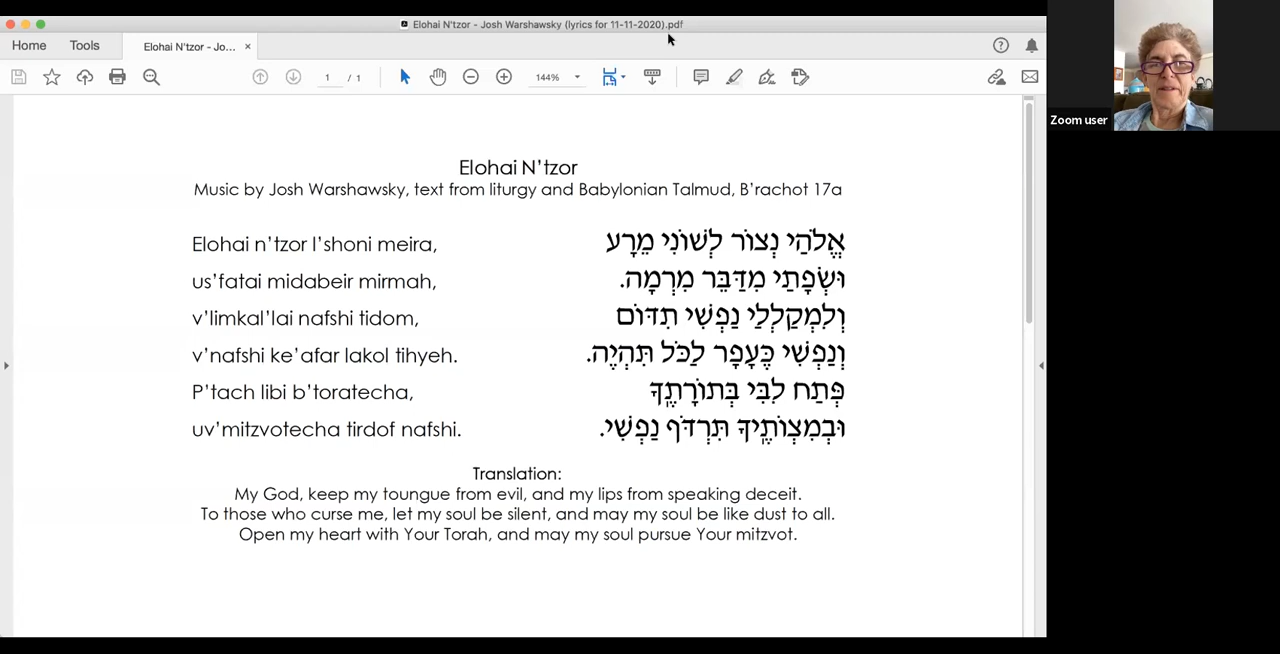 Elohai N'tzor - Josh Warshawsky (lyrics for 11-11-2020).pdf
Home Tools Elohai N'tzor - Jo... ×
1 / 1 144%
Elohai N'tzor
Music by Josh Warshawsky, text from liturgy and Babylonian Talmud, B'rachot 17a
Elohai n'tzor l'shoni meira,
us'fatai midabeir mirmah,
v'limkal'lai nafshi tidom,
v'nafshi ke'afar lakol tihyeh.
P'tach libi b'toratecha,
uv'mitzvotecha tirdof nafshi.
אֱלֹהַי נְצוֹר לְשׁוֹנִי מֵרָע
וּשְׂפָתַי מִדַּבֵּר מִרְמָה.
וְלִמְקַלְלַי נַפְשִׁי תִדּוֹם
וְנַפְשִׁי כֶּעָפָר לַכֹּל תִּהְיֶה.
פְּתַח לִבִּי בְּתוֹרָתֶֽךָ
וּבְמִצְוֹתֶֽיךָ תִּרְדֹּף נַפְשִׁי.
Translation:
My God, keep my toungue from evil, and my lips from speaking deceit.
To those who curse me, let my soul be silent, and may my soul be like dust to all.
Open my heart with Your Torah, and may my soul pursue Your mitzvot.
Zoom user